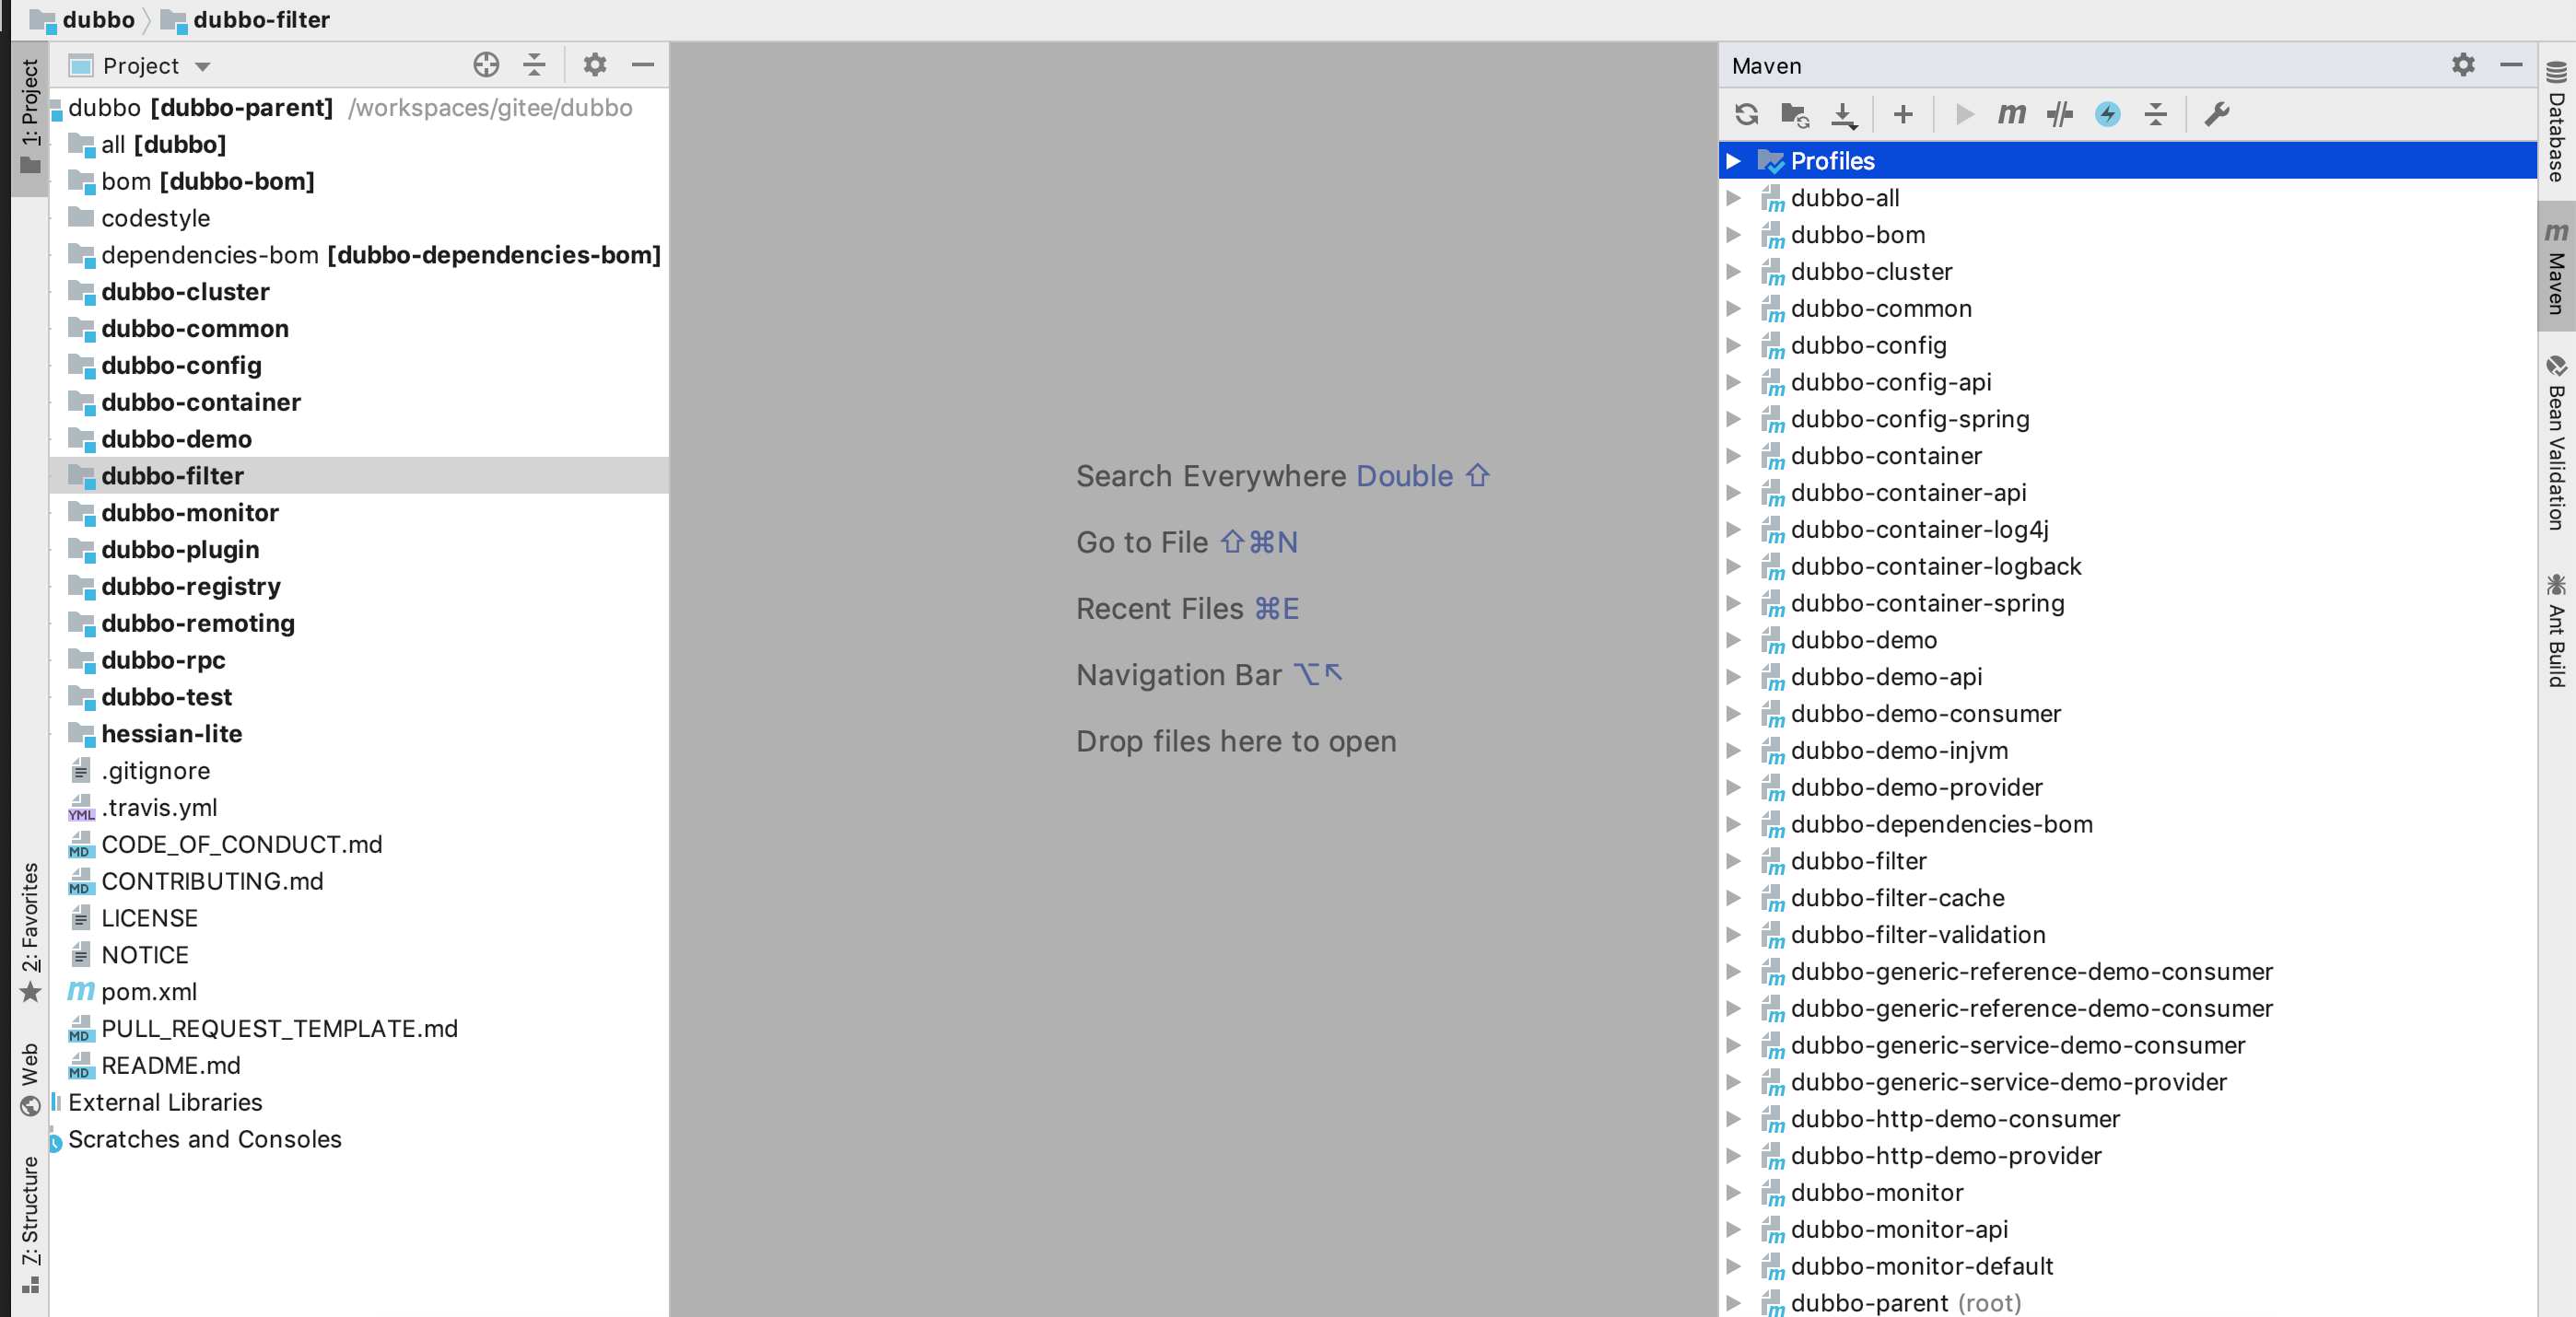 dubbo dubbo-filter
1: Project
Project
dubbo [dubbo-parent] /workspaces/gitee/dubbo
all [dubbo]
bom [dubbo-bom]
codestyle
dependencies-bom [dubbo-dependencies-bom]
dubbo-cluster
dubbo-common
dubbo-config
dubbo-container
dubbo-demo
dubbo-filter
dubbo-monitor
dubbo-plugin
dubbo-registry
dubbo-remoting
dubbo-rpc
dubbo-test
hessian-lite
.gitignore
.travis.yml
CODE_OF_CONDUCT.md
CONTRIBUTING.md
LICENSE
NOTICE
pom.xml
PULL_REQUEST_TEMPLATE.md
README.md
External Libraries
Scratches and Consoles
2: Favorites
Web
7: Structure
Search Everywhere Double ⇧
Go to File ⇧⌘N
Recent Files ⌘E
Navigation Bar ⌥↖
Drop files here to open
Maven
Profiles
dubbo-all
dubbo-bom
dubbo-cluster
dubbo-common
dubbo-config
dubbo-config-api
dubbo-config-spring
dubbo-container
dubbo-container-api
dubbo-container-log4j
dubbo-container-logback
dubbo-container-spring
dubbo-demo
dubbo-demo-api
dubbo-demo-consumer
dubbo-demo-injvm
dubbo-demo-provider
dubbo-dependencies-bom
dubbo-filter
dubbo-filter-cache
dubbo-filter-validation
dubbo-generic-reference-demo-consumer
dubbo-generic-reference-demo-consumer
dubbo-generic-service-demo-consumer
dubbo-generic-service-demo-provider
dubbo-http-demo-consumer
dubbo-http-demo-provider
dubbo-monitor
dubbo-monitor-api
dubbo-monitor-default
dubbo-parent (root)
Database
Maven
Bean Validation
Ant Build